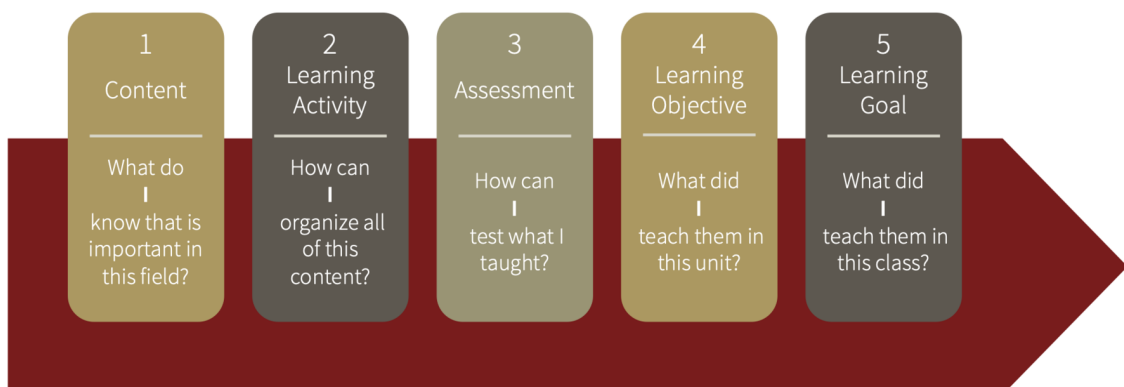 1
Content
What do
I
know that is
important in
this field?
2
Learning
Activity
How can
I
organize all
of this
content?
3
Assessment
How can
I
test what I
taught?
4
Learning
Objective
What did
I
teach them in
this unit?
5
Learning
Goal
What did
I
teach them in
this class?